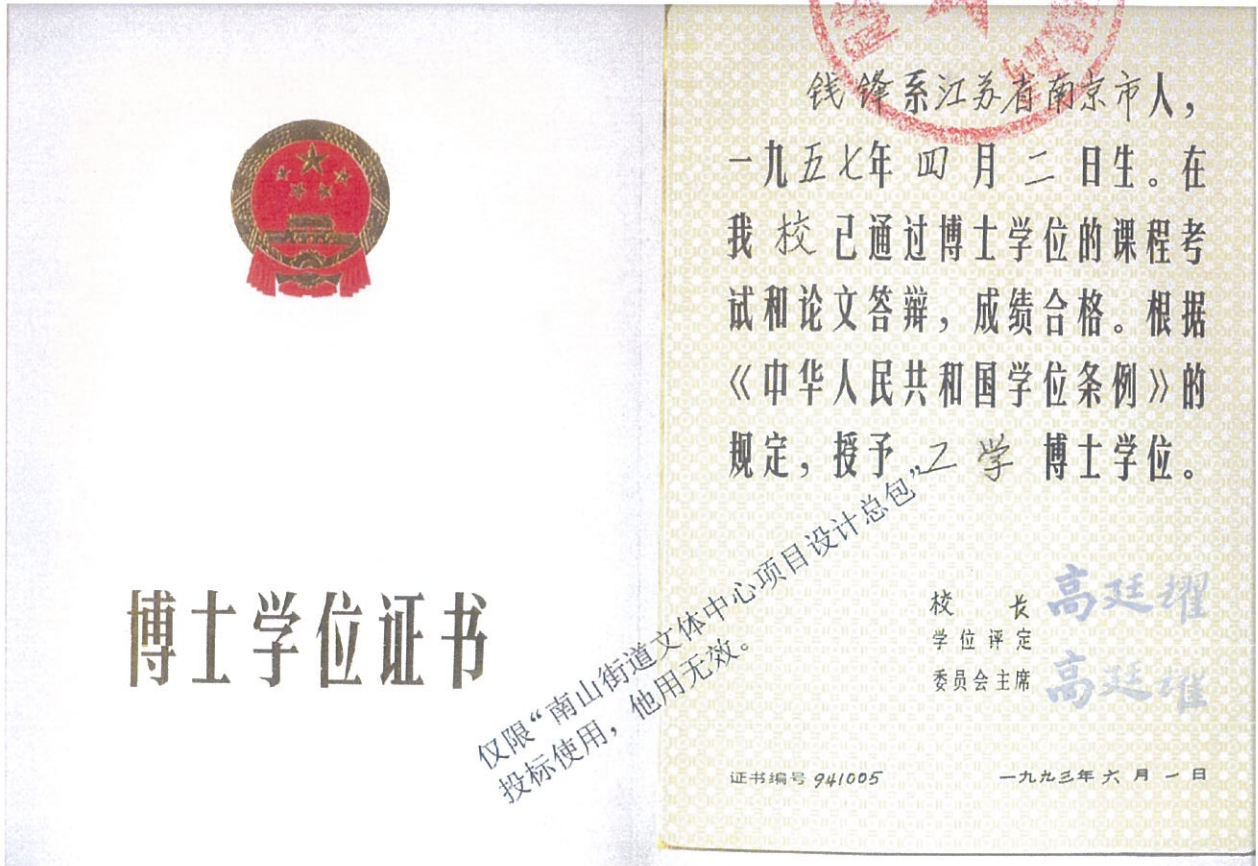 博士学位证书
钱锋系江苏省南京市人，
一九五七年四月二日生。在
我校已通过博士学位的课程考
试和论文答辩，成绩合格。根据
《中华人民共和国学位条例》的
规定，授予工学博士学位。
校长 高廷耀
学位评定
委员会主席 高廷耀
证书编号 941005 一九九三年六月一日
仅限“南山街道文体中心项目设计总包”
投标使用，他用无效。